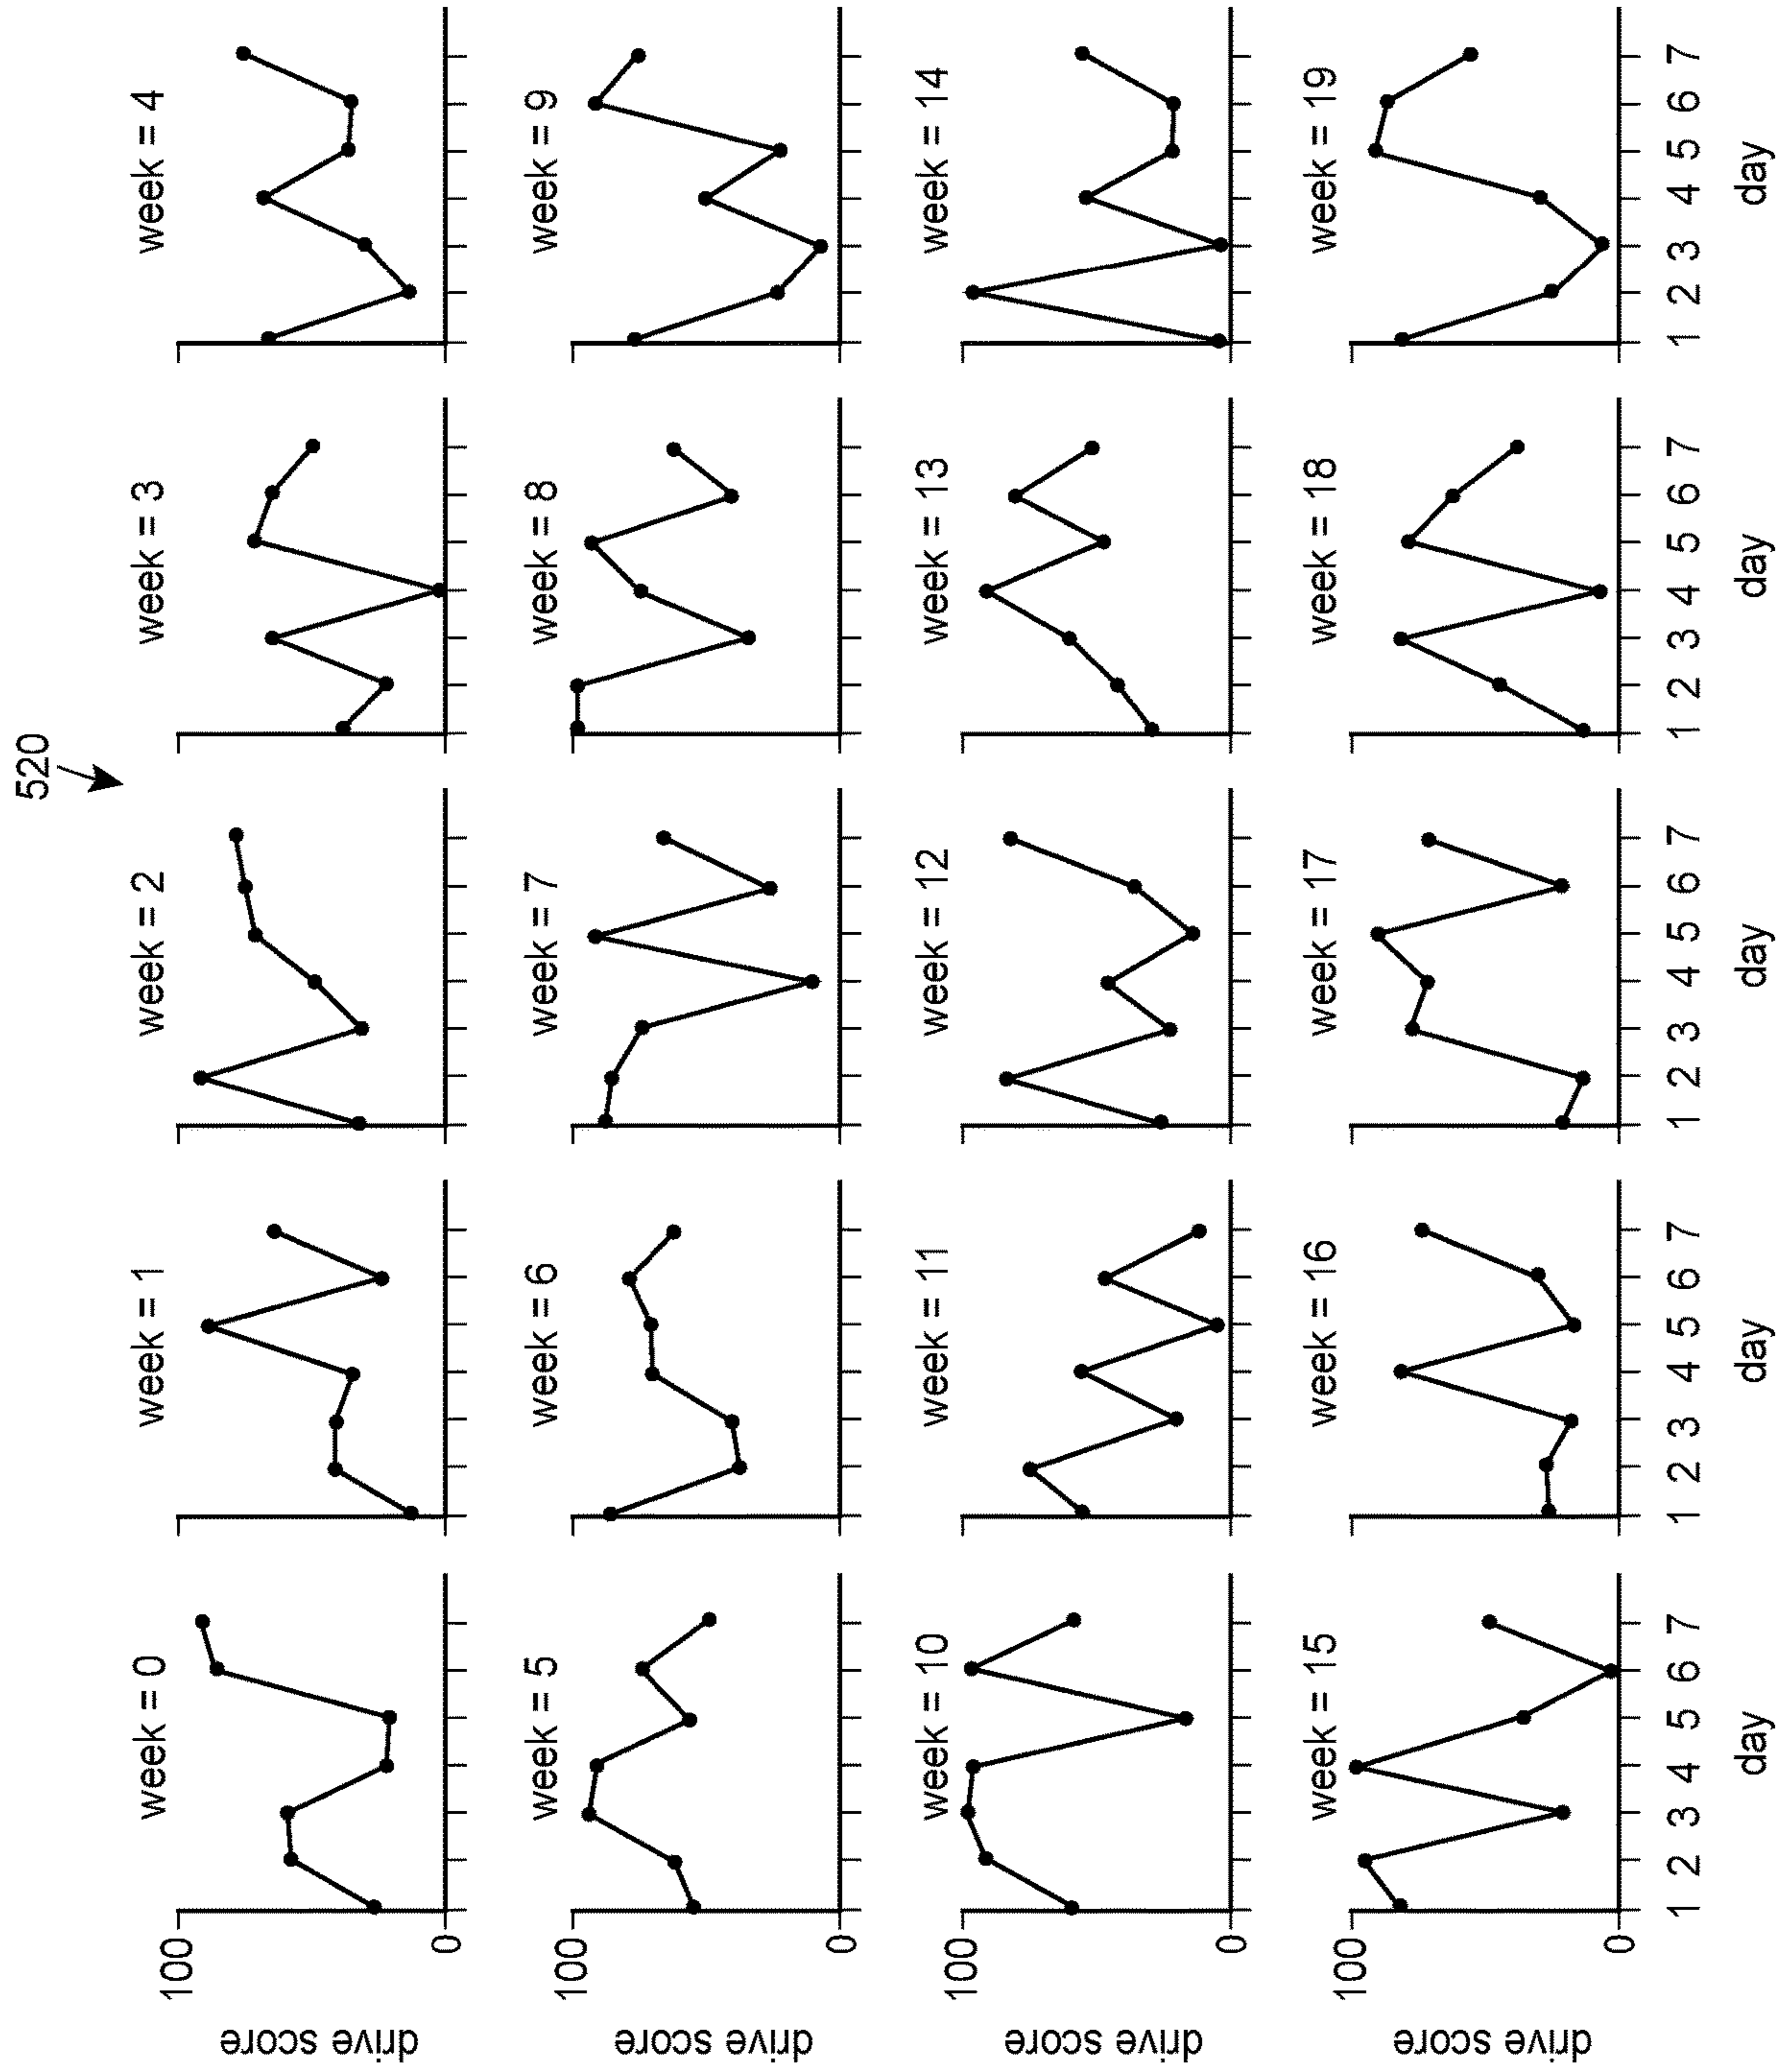 520
week = 0
week = 1
week = 2
week = 3
week = 4
100
drive score
0
week = 5
week = 6
week = 7
week = 8
week = 9
100
drive score
0
week = 10
week = 11
week = 12
week = 13
week = 14
100
drive score
0
week = 15
week = 16
week = 17
week = 18
week = 19
100
drive score
0
1 2 3 4 5 6 7
1 2 3 4 5 6 7
1 2 3 4 5 6 7
1 2 3 4 5 6 7
1 2 3 4 5 6 7
day
day
day
day
day